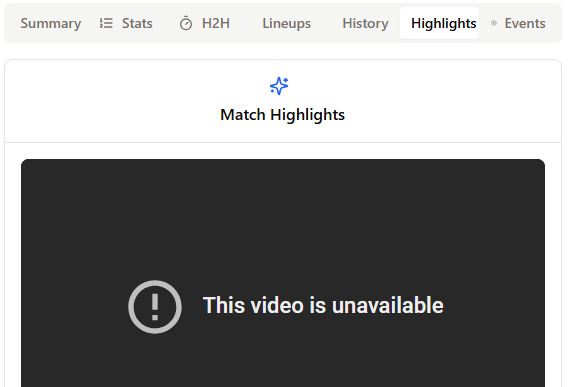 Summary Stats H2H Lineups History Highlights Events
Match Highlights
This video is unavailable